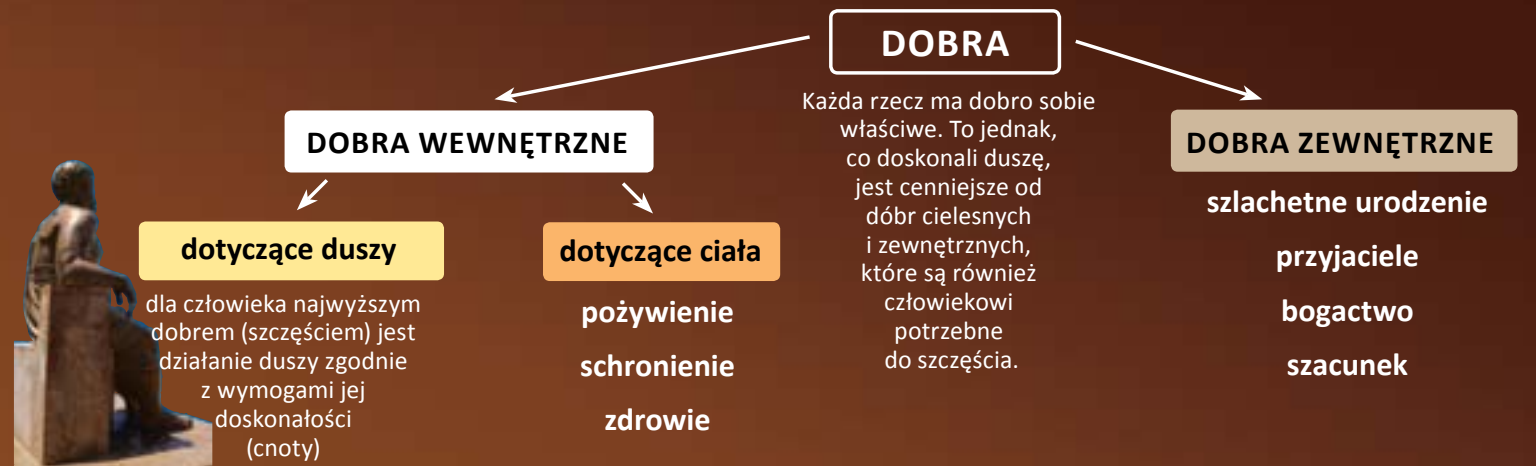 DOBRA
Każda rzecz ma dobro sobie
właściwe. To jednak,
co doskonali duszę,
jest cenniejsze od
dóbr cielesnych
i zewnętrznych,
które są również
człowiekowi
potrzebne
do szczęścia.
DOBRA WEWNĘTRZNE
dotyczące duszy
dla człowieka najwyższym
dobrem (szczęściem) jest
działanie duszy zgodnie
z wymogami jej
doskonałości
(cnoty)
dotyczące ciała
pożywienie
schronienie
zdrowie
DOBRA ZEWNĘTRZNE
szlachetne urodzenie
przyjaciele
bogactwo
szacunek